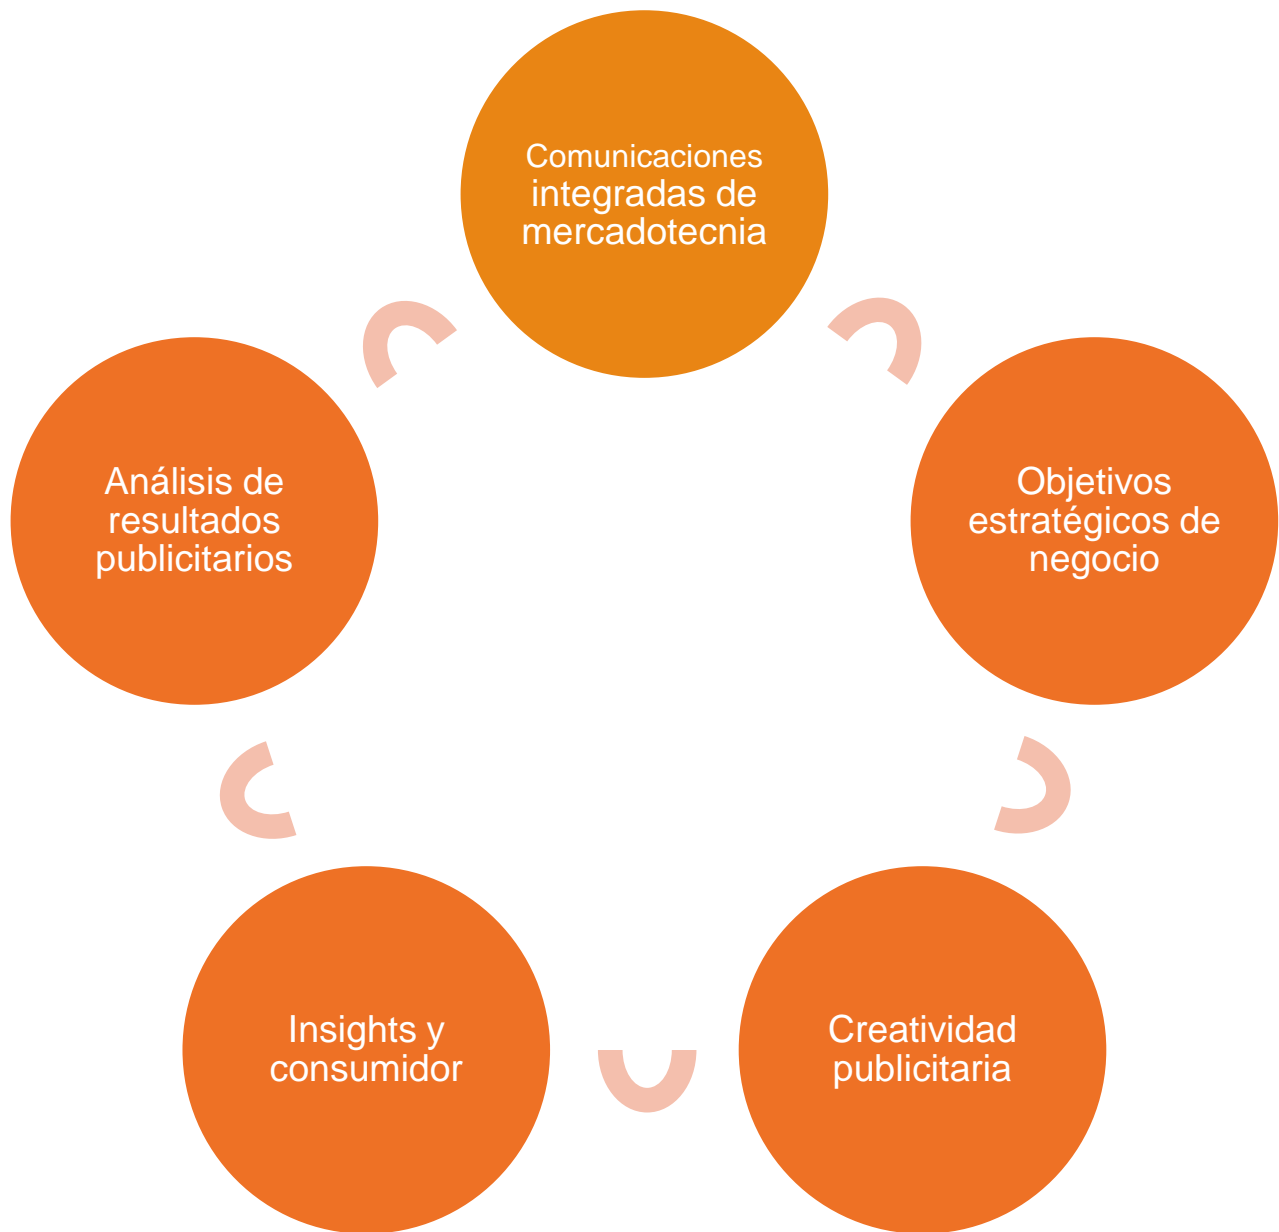 Comunicaciones
integradas de
mercadotecnia
Objetivos
estratégicos de
negocio
Creatividad
publicitaria
Insights y
consumidor
Análisis de
resultados
publicitarios